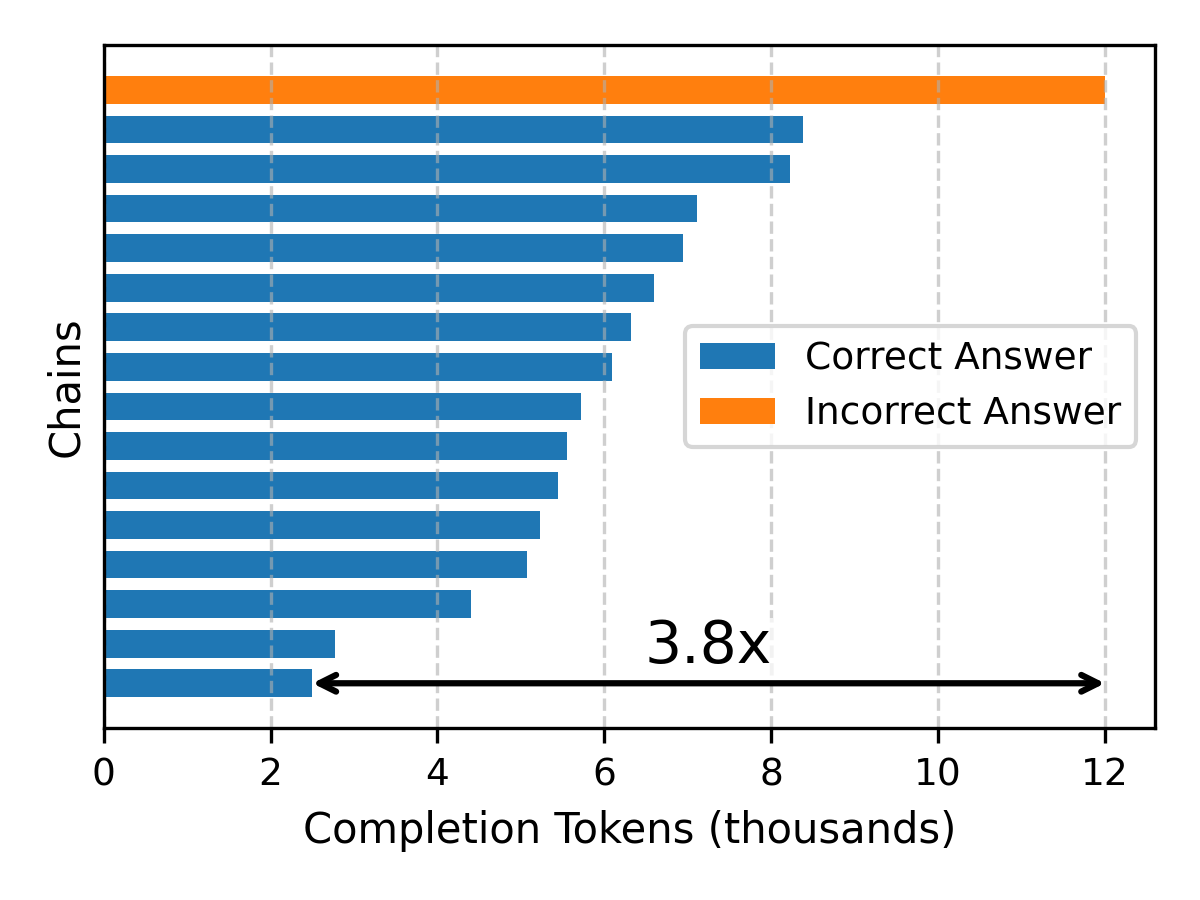 Chains
Correct Answer
Incorrect Answer
3.8x
0 2 4 6 8 10 12
Completion Tokens (thousands)